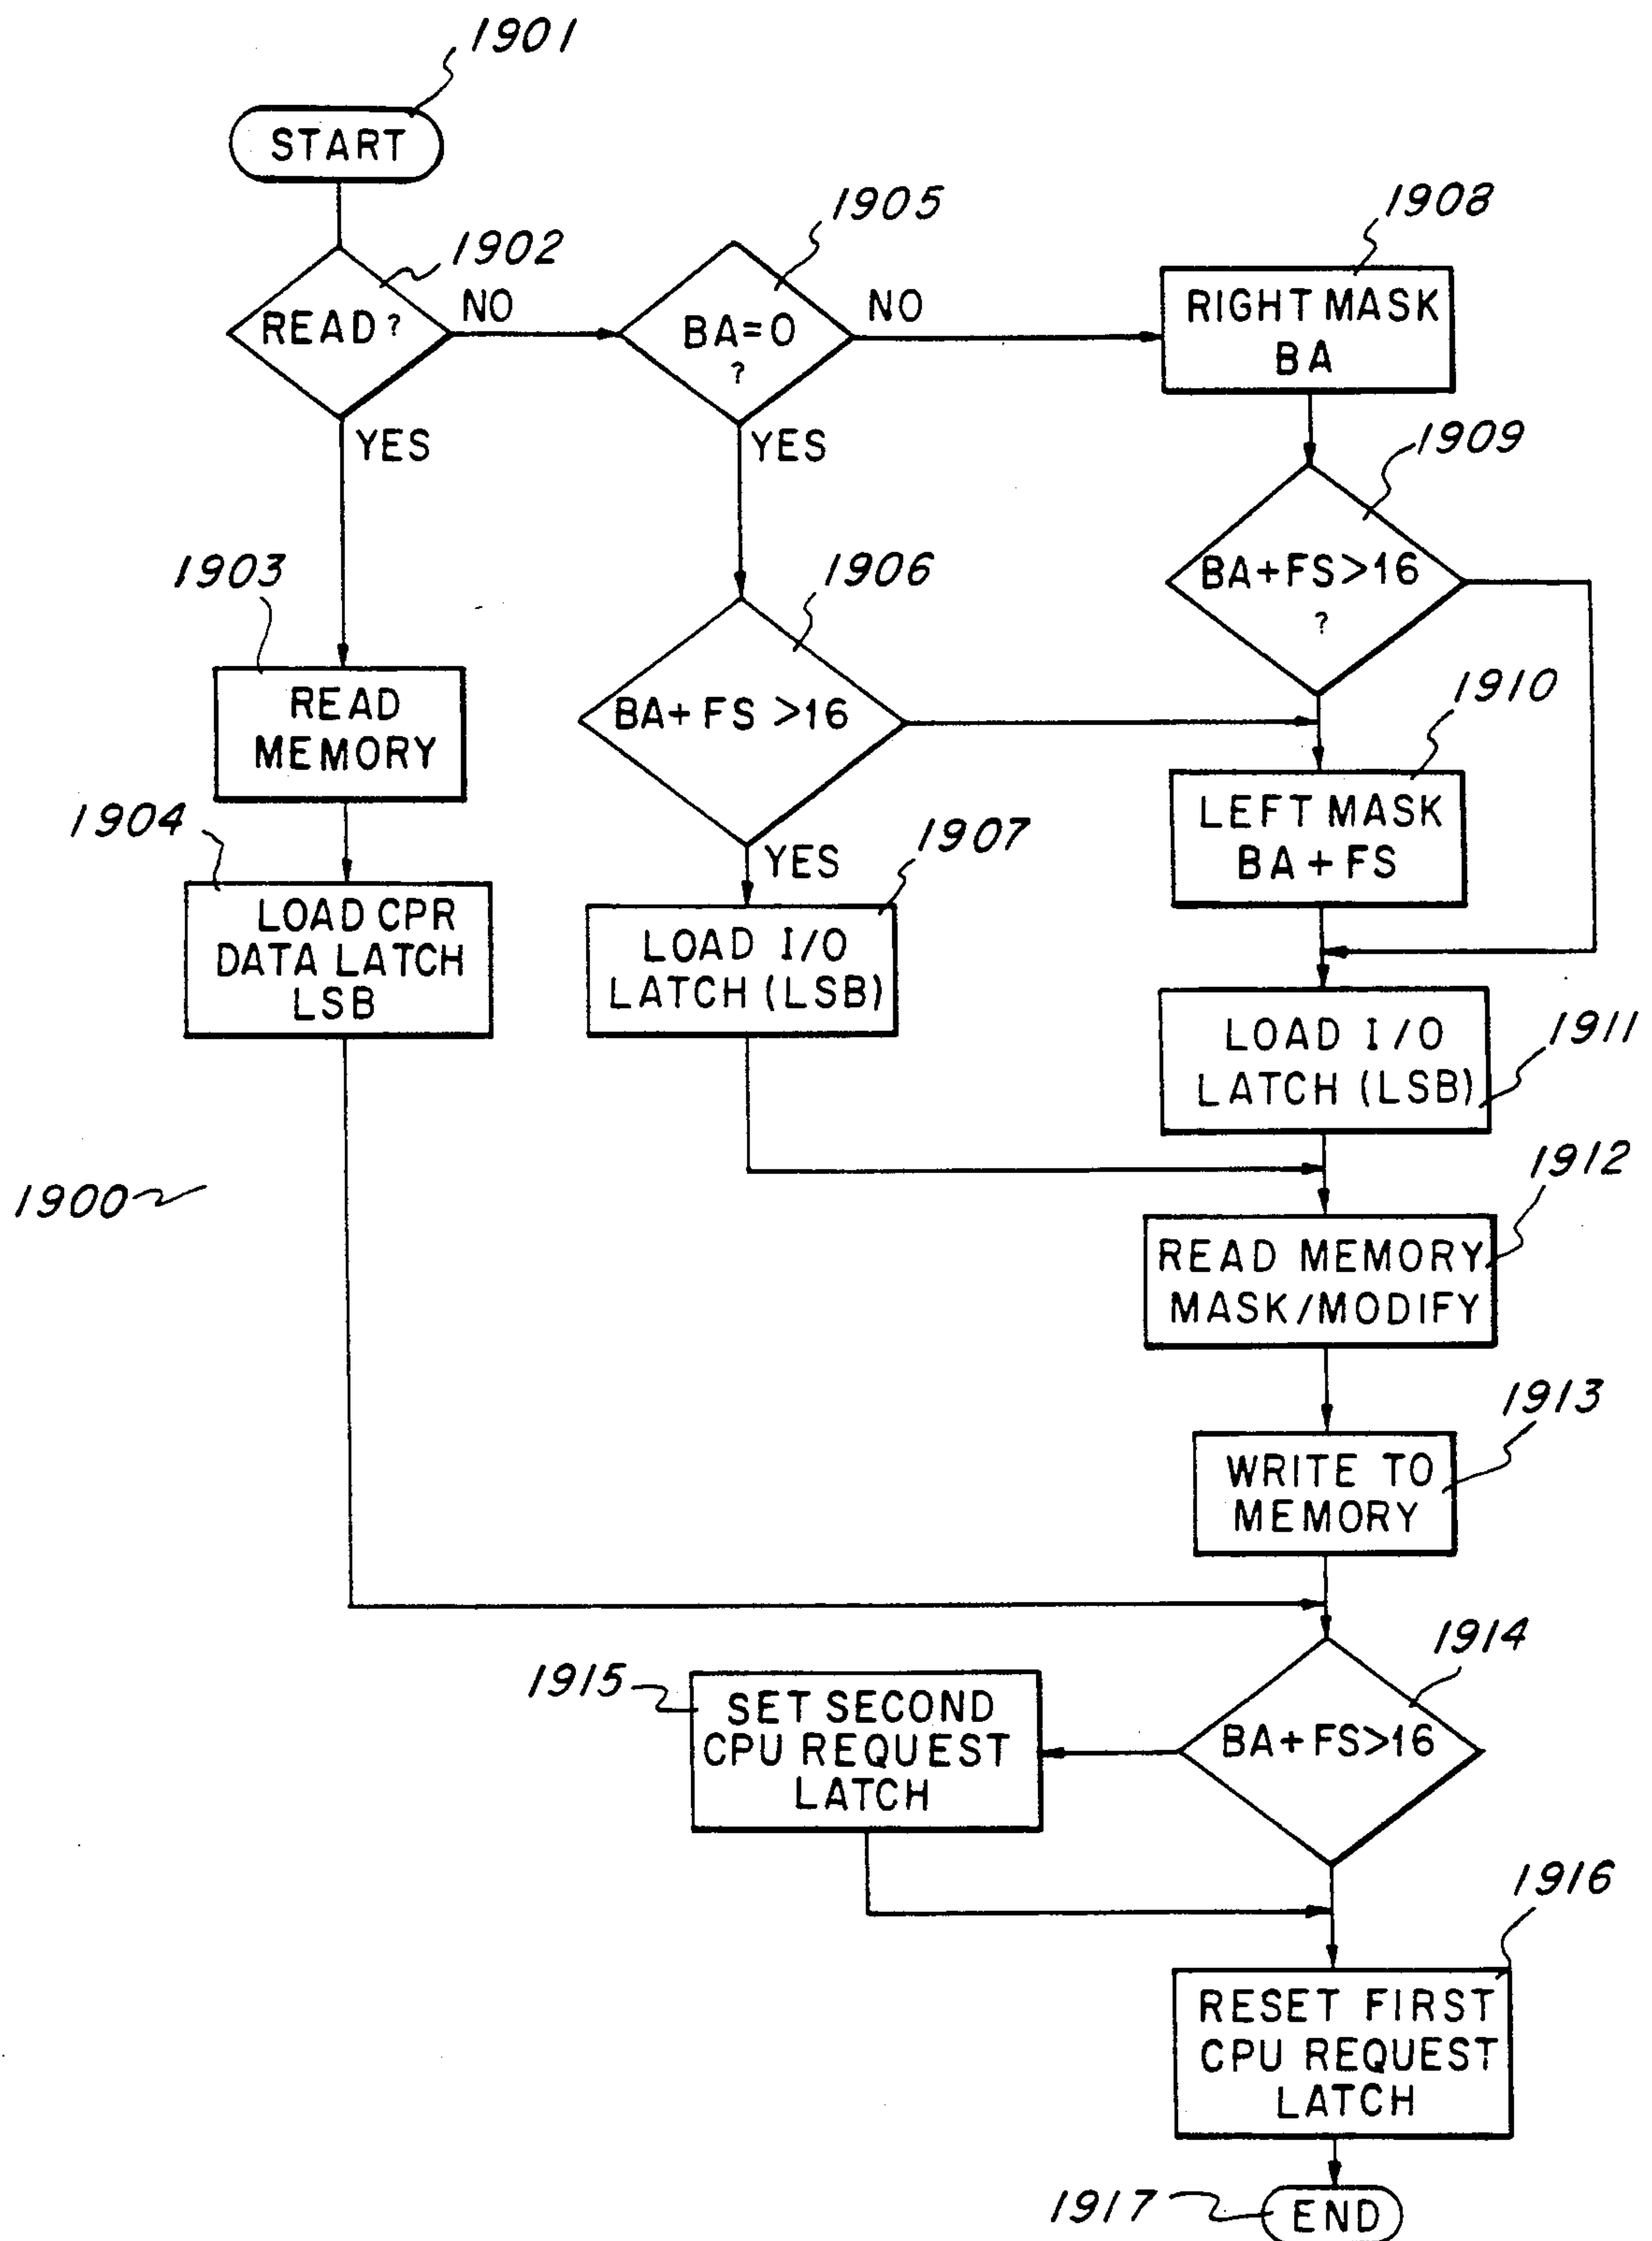 1901
START
1902
READ?
NO
YES
1905
BA=0
?
NO
YES
1908
RIGHT MASK
BA
1909
BA+FS>16
?
1903
READ
MEMORY
1906
BA+FS >16
YES
1910
LEFT MASK
BA+FS
1904
LOAD CPR
DATA LATCH
LSB
1907
LOAD I/O
LATCH (LSB)
1911
LOAD I/O
LATCH (LSB)
1900
1912
READ MEMORY
MASK/MODIFY
1913
WRITE TO
MEMORY
1914
BA+FS>16
1915
SET SECOND
CPU REQUEST
LATCH
1916
RESET FIRST
CPU REQUEST
LATCH
1917
END